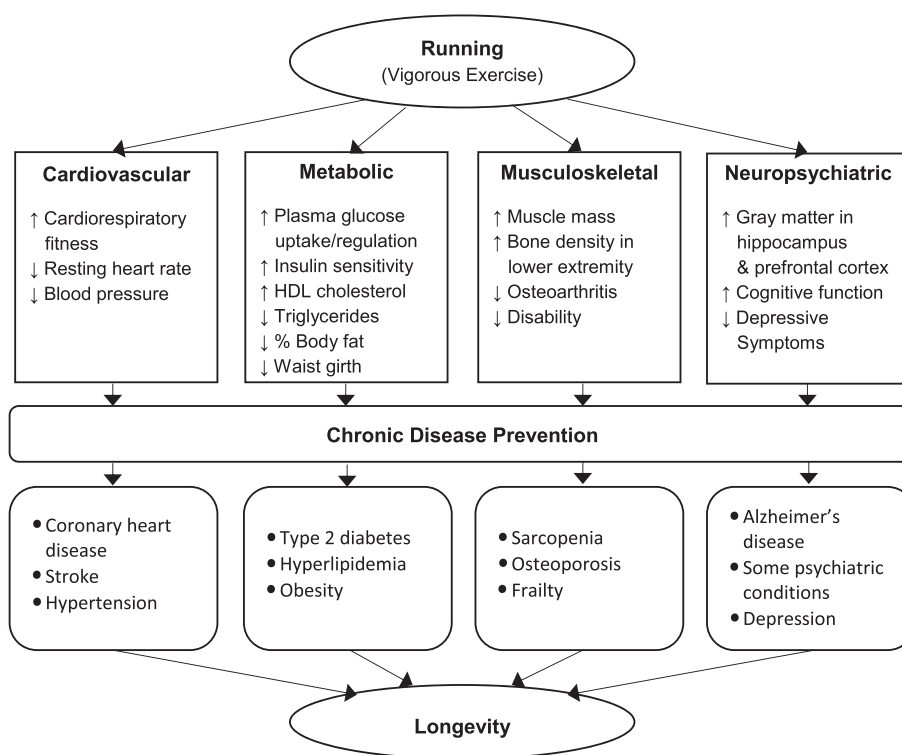 Running
(Vigorous Exercise)
Cardiovascular
↑ Cardiorespiratory
fitness
↓ Resting heart rate
↓ Blood pressure
Metabolic
↑ Plasma glucose
uptake/regulation
↑ Insulin sensitivity
↑ HDL cholesterol
↓ Triglycerides
↓ % Body fat
↓ Waist girth
Musculoskeletal
↑ Muscle mass
↑ Bone density in
lower extremity
↓ Osteoarthritis
↓ Disability
Neuropsychiatric
↑ Gray matter in
hippocampus
& prefrontal cortex
↑ Cognitive function
↓ Depressive
Symptoms
Chronic Disease Prevention
• Coronary heart
disease
• Stroke
• Hypertension
• Type 2 diabetes
• Hyperlipidemia
• Obesity
• Sarcopenia
• Osteoporosis
• Frailty
• Alzheimer’s
disease
• Some psychiatric
conditions
• Depression
Longevity